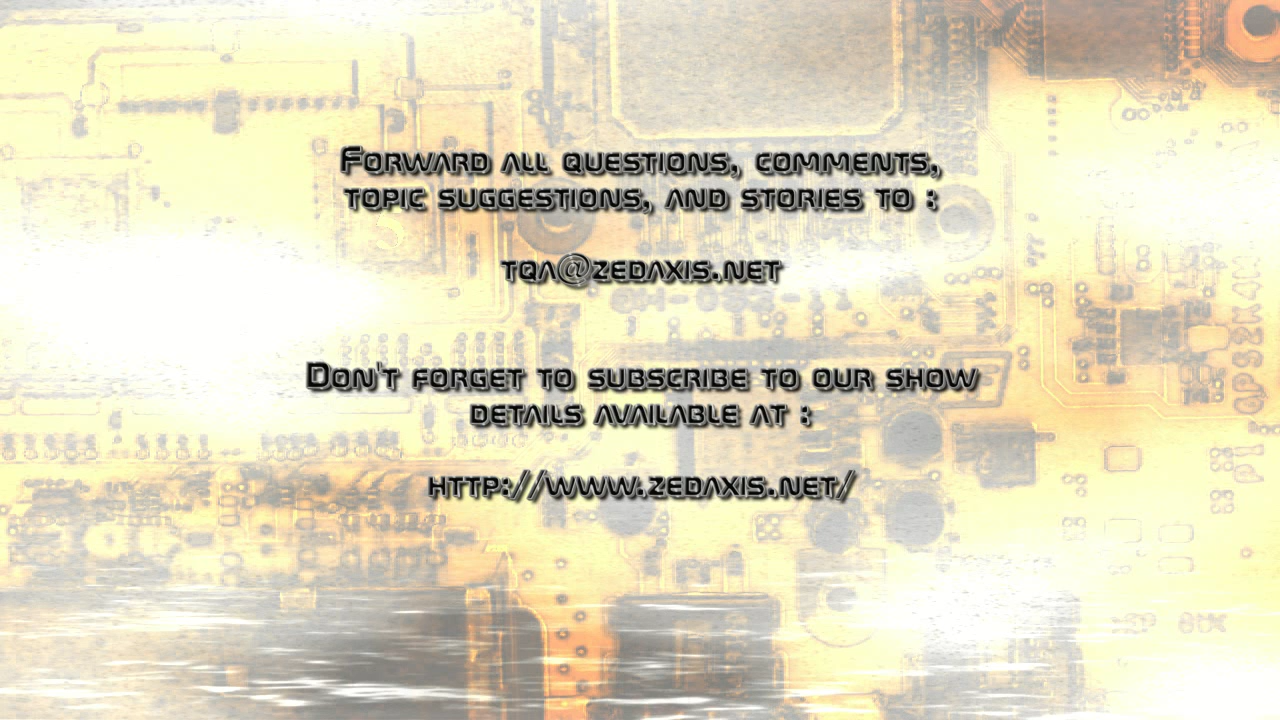 Forward all questions, comments,
topic suggestions, and stories to :
tqa@zedaxis.net
Don't forget to subscribe to our show
details available at :
http://www.zedaxis.net/